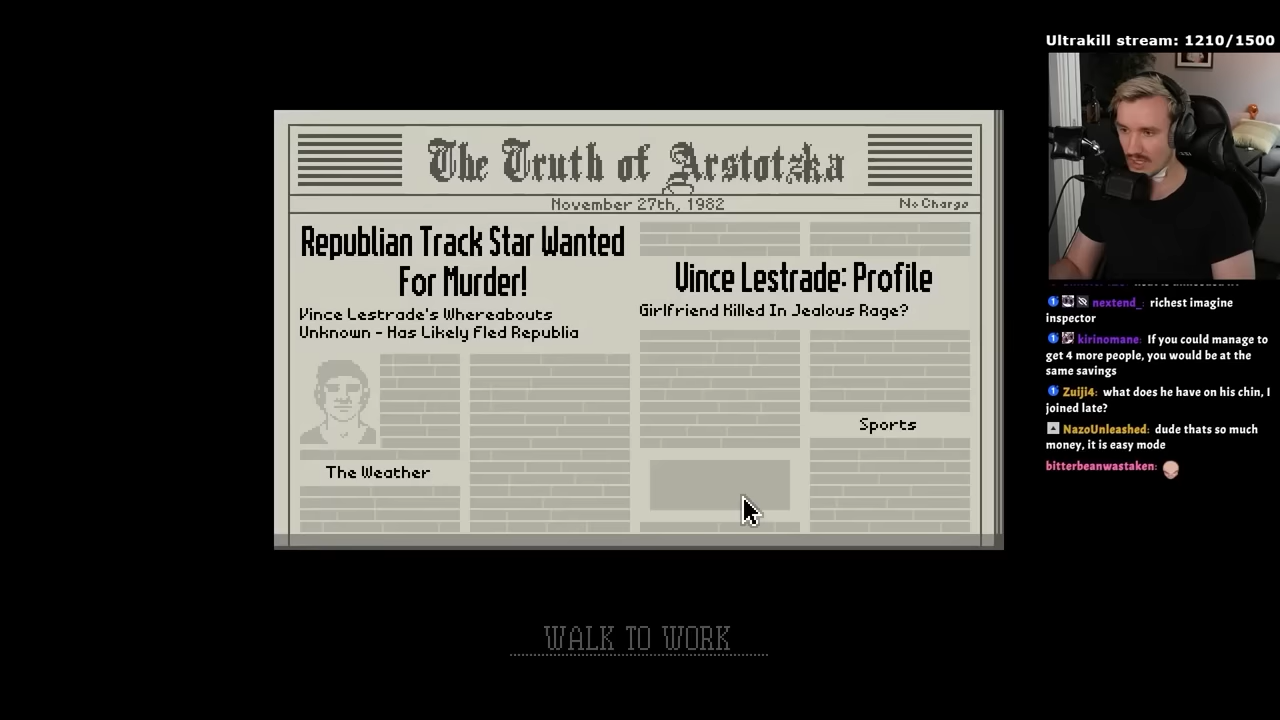 Ultrakill stream: 1210/1500
The Truth of Arstotzka
November 27th, 1982
No Charge
Republian Track Star Wanted
For Murder!
Vince Lestrade's Whereabouts
Unknown - Has Likely Fled Republia
The Weather
Vince Lestrade: Profile
Girlfriend Killed In Jealous Rage?
Sports
WALK TO WORK
nextend_: richest imagine
inspector
kirinomane: If you could manage to
get 4 more people, you would be at the
same savings
Zuiji4: what does he have on his chin, I
joined late?
NazoUnleashed: dude thats so much
money, it is easy mode
bitterbeanwastaken: